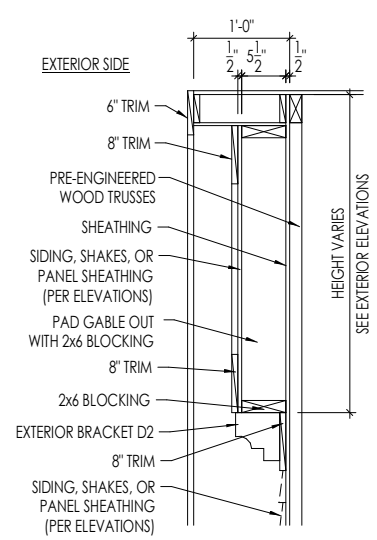 1'-0"
1/2" 5 1/2" 1/2"
EXTERIOR SIDE
6" TRIM
8" TRIM
PRE-ENGINEERED
WOOD TRUSSES
SHEATHING
SIDING, SHAKES, OR
PANEL SHEATHING
(PER ELEVATIONS)
PAD GABLE OUT
WITH 2x6 BLOCKING
8" TRIM
2x6 BLOCKING
EXTERIOR BRACKET D2
8" TRIM
SIDING, SHAKES, OR
PANEL SHEATHING
(PER ELEVATIONS)
HEIGHT VARIES
SEE EXTERIOR ELEVATIONS